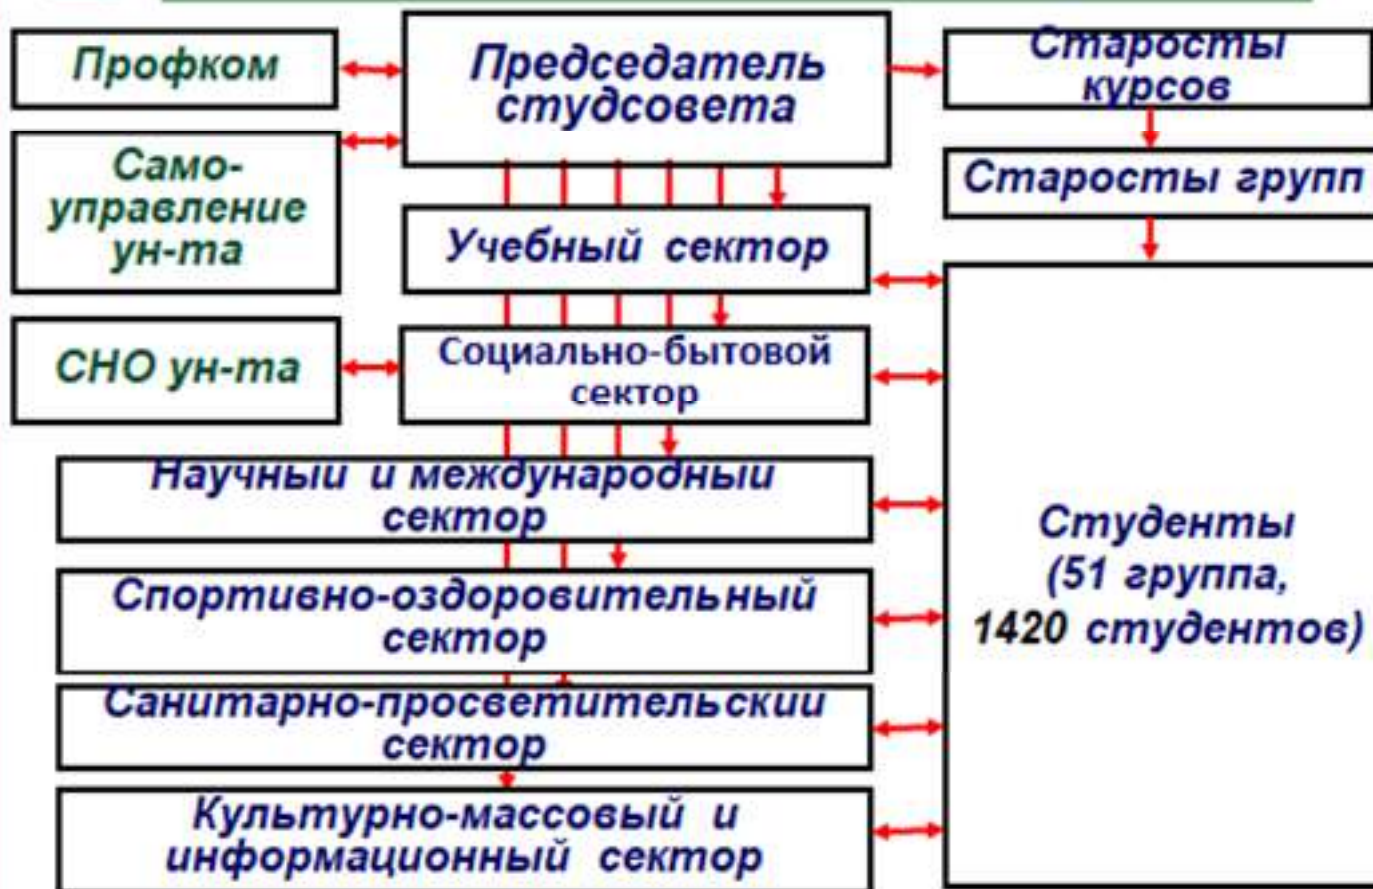 Профком
Председатель
студсовета
Старосты
курсов
Само-
управление
ун-та
Старосты групп
Учебный сектор
СНО ун-та
Социально-бытовой
сектор
Научный и международный
сектор
Спортивно-оздоровительный
сектор
Санитарно-просветительский
сектор
Культурно-массовый и
информационный сектор
Студенты
(51 группа,
1420 студентов)